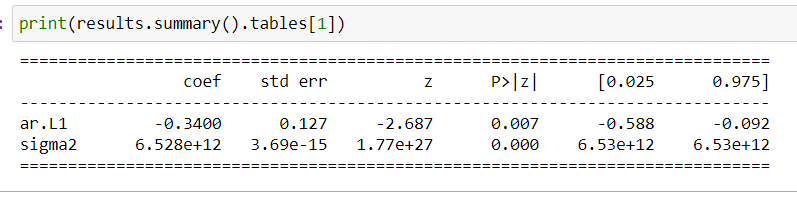 :
print(results.summary().tables[1])
==============================================================================
                 coef    std err          z      P>|z|      [0.025      0.975]
------------------------------------------------------------------------------
ar.L1         -0.3400      0.127     -2.687      0.007      -0.588      -0.092
sigma2      6.528e+12   3.69e-15   1.77e+27      0.000    6.53e+12    6.53e+12
==============================================================================